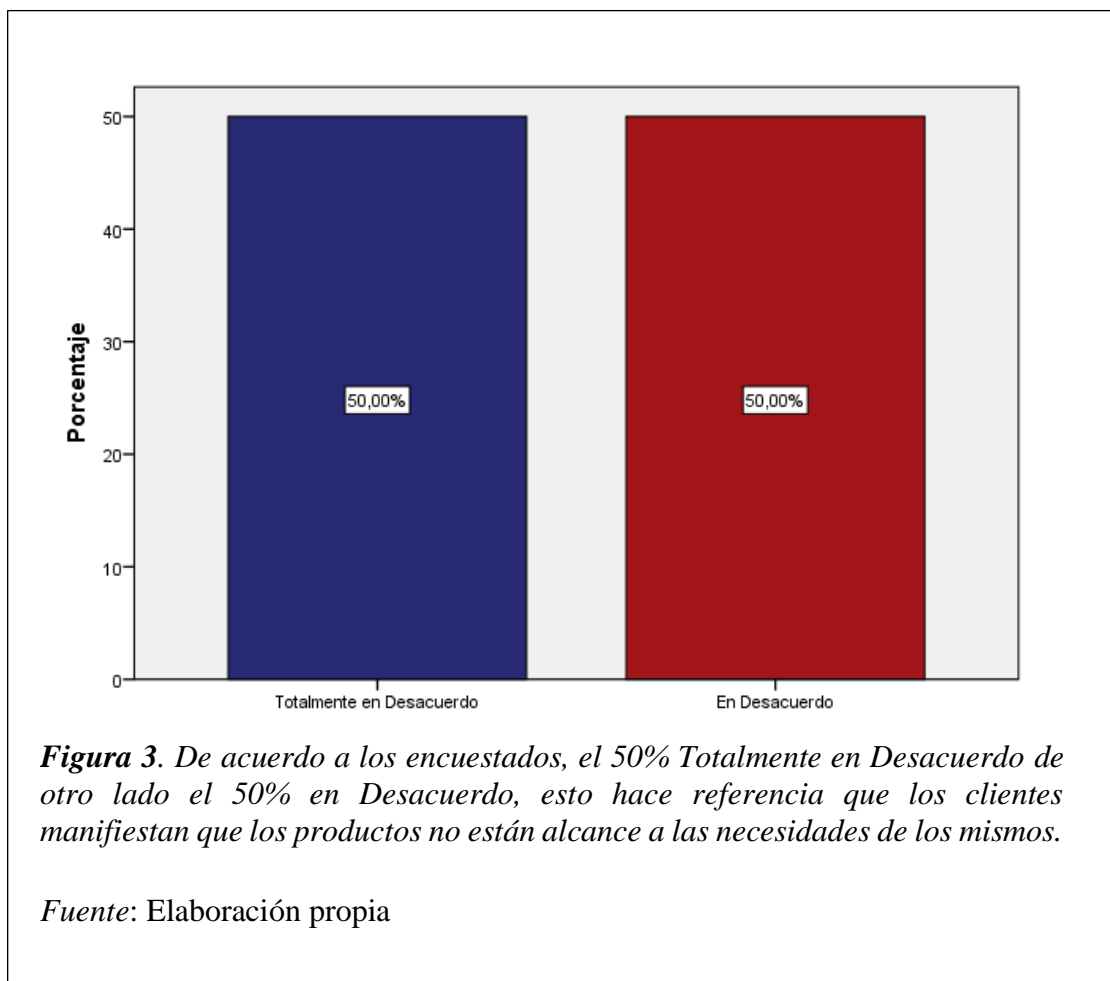 50
40
30
20
10
0
Porcentaje
50,00%
50,00%
Totalmente en Desacuerdo
En Desacuerdo
Figura 3. De acuerdo a los encuestados, el 50% Totalmente en Desacuerdo de
otro lado el 50% en Desacuerdo, esto hace referencia que los clientes
manifiestan que los productos no están alcance a las necesidades de los mismos.
Fuente: Elaboración propia